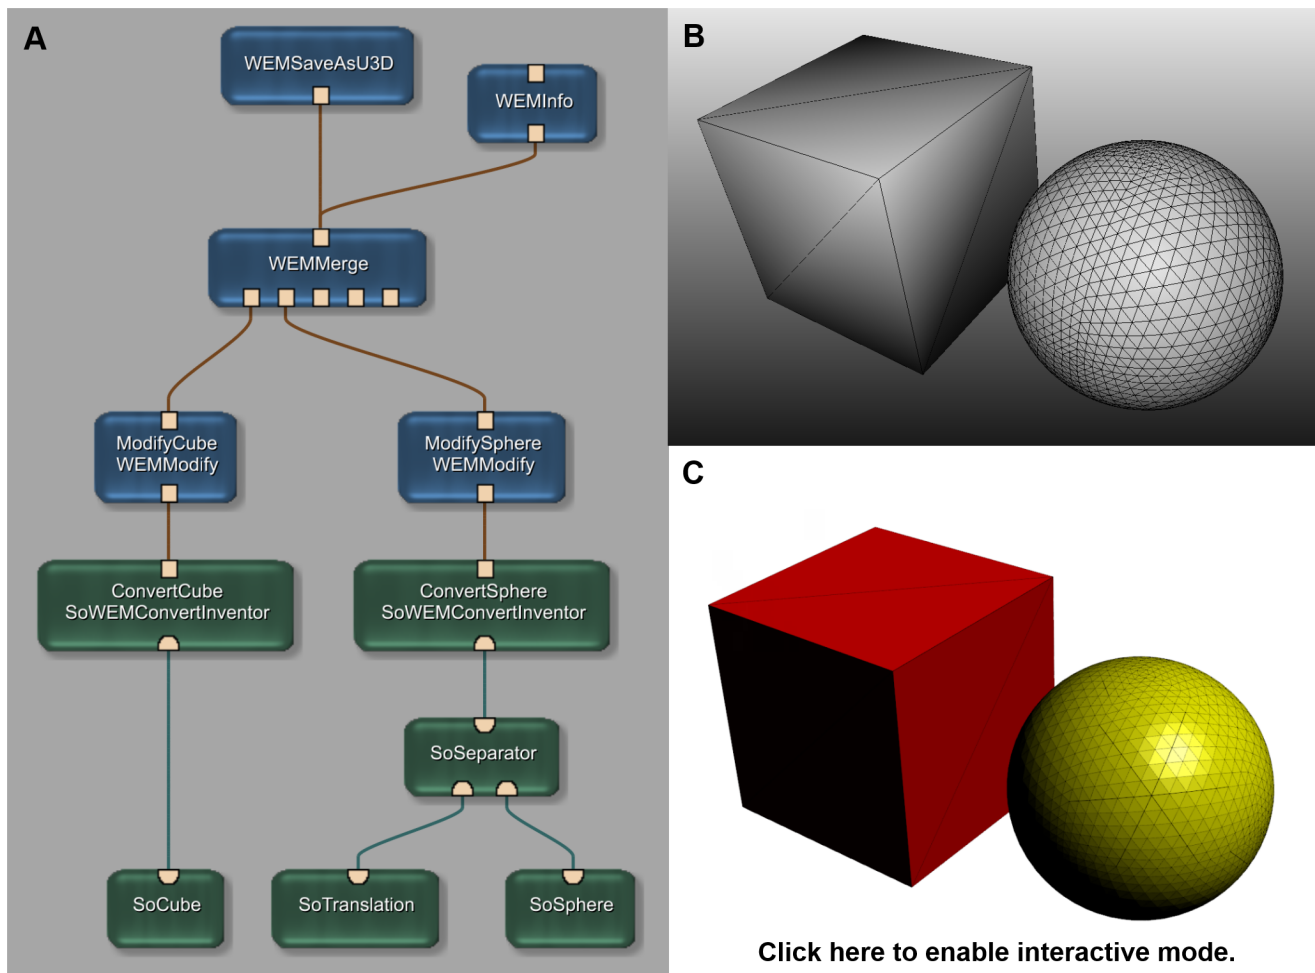 A
WEMSaveAsU3D
WEMInfo
WEMMerge
ModifyCube
WEMModify
ModifySphere
WEMModify
ConvertCube
SoWEMConvertInventor
ConvertSphere
SoWEMConvertInventor
SoSeparator
SoCube
SoTranslation
SoSphere
B
C
Click here to enable interactive mode.